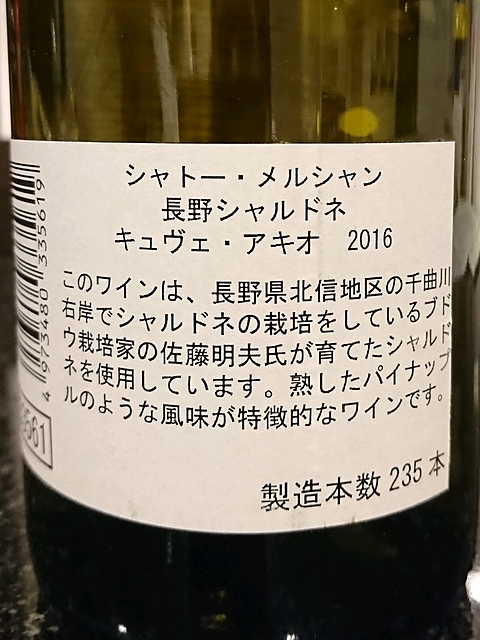 シャトー・メルシャン
長野シャルドネ
キュヴェ・アキオ 2016
このワインは、長野県北信地区の千曲川
右岸でシャルドネの栽培をしているブド
ウ栽培家の佐藤明夫氏が育てたシャルド
ネを使用しています。熟したパイナップ
ルのような風味が特徴的なワインです。
製造本数 235 本
4 973480 335619